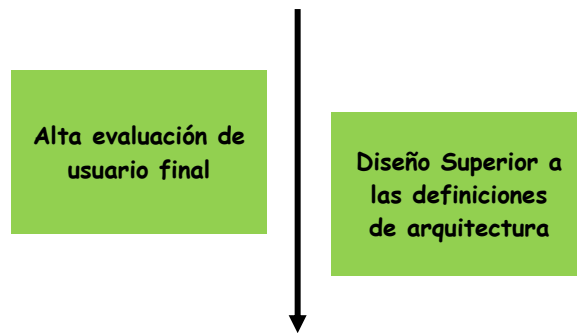 Alta evaluación de
usuario final
Diseño Superior a
las definiciones
de arquitectura